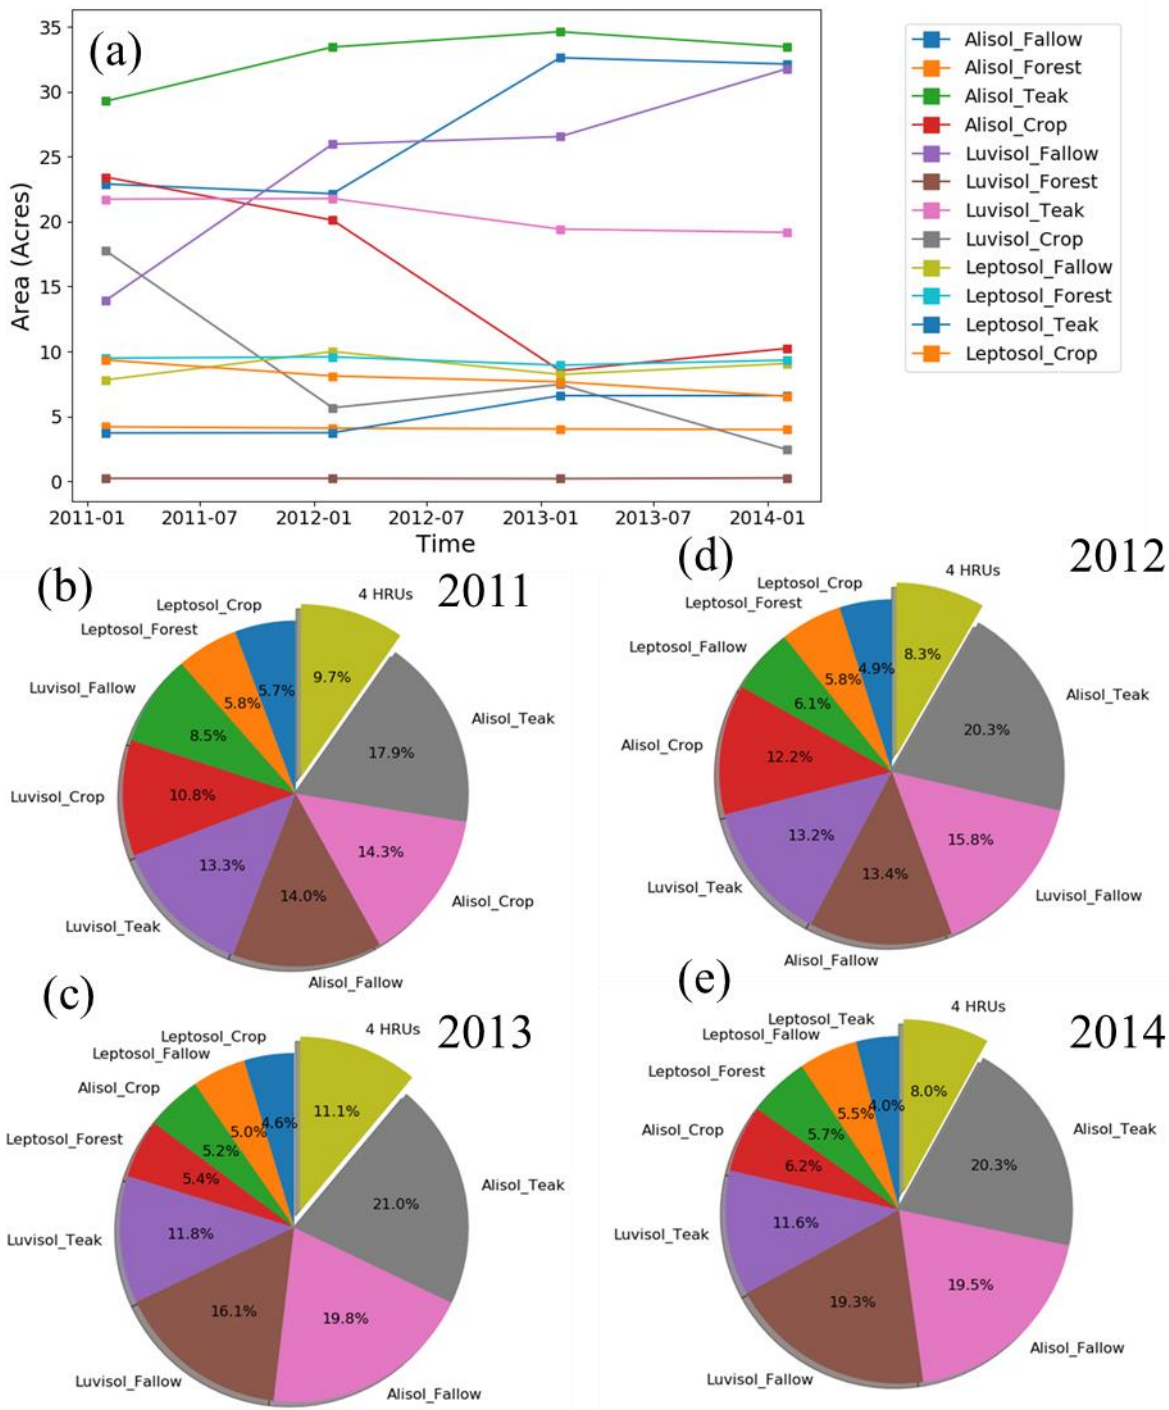 (a)
35
30
25
20
15
10
5
0
Area (Acres)
2011-01 2011-07 2012-01 2012-07 2013-01 2013-07 2014-01
Time
Alisol_Fallow
Alisol_Forest
Alisol_Teak
Alisol_Crop
Luvisol_Fallow
Luvisol_Forest
Luvisol_Teak
Luvisol_Crop
Leptosol_Fallow
Leptosol_Forest
Leptosol_Teak
Leptosol_Crop
(b)
2011
4 HRUs
Leptosol_Crop
Leptosol_Forest
Luvisol_Fallow
Luvisol_Crop
Luvisol_Teak
Alisol_Fallow
Alisol_Crop
Alisol_Teak
9.7%
5.7%
5.8%
8.5%
10.8%
13.3%
14.0%
14.3%
17.9%
(d)
2012
4 HRUs
Leptosol_Crop
Leptosol_Forest
Leptosol_Fallow
Alisol_Crop
Luvisol_Teak
Alisol_Fallow
Luvisol_Fallow
Alisol_Teak
8.3%
4.9%
5.8%
6.1%
12.2%
13.2%
13.4%
15.8%
20.3%
(c)
2013
4 HRUs
Leptosol_Crop
Leptosol_Fallow
Alisol_Crop
Leptosol_Forest
Luvisol_Teak
Luvisol_Fallow
Alisol_Fallow
Alisol_Teak
11.1%
4.6%
5.0%
5.2%
5.4%
11.8%
16.1%
19.8%
21.0%
(e)
2014
4 HRUs
Leptosol_Teak
Leptosol_Fallow
Leptosol_Forest
Alisol_Crop
Luvisol_Teak
Luvisol_Fallow
Alisol_Fallow
Alisol_Teak
8.0%
4.0%
5.5%
5.7%
6.2%
11.6%
19.3%
19.5%
20.3%